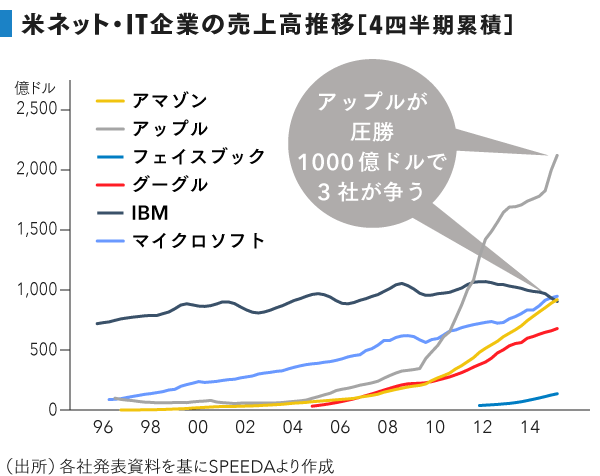 米ネット・IT企業の売上高推移[4四半期累積]
億ドル
2,500
2,000
1,500
1,000
500
0
アマゾン
アップル
フェイスブック
グーグル
IBM
マイクロソフト
アップルが
圧勝
1000億ドルで
3社が争う
96 98 00 02 04 06 08 10 12 14
（出所）各社発表資料を基にSPEEDAより作成